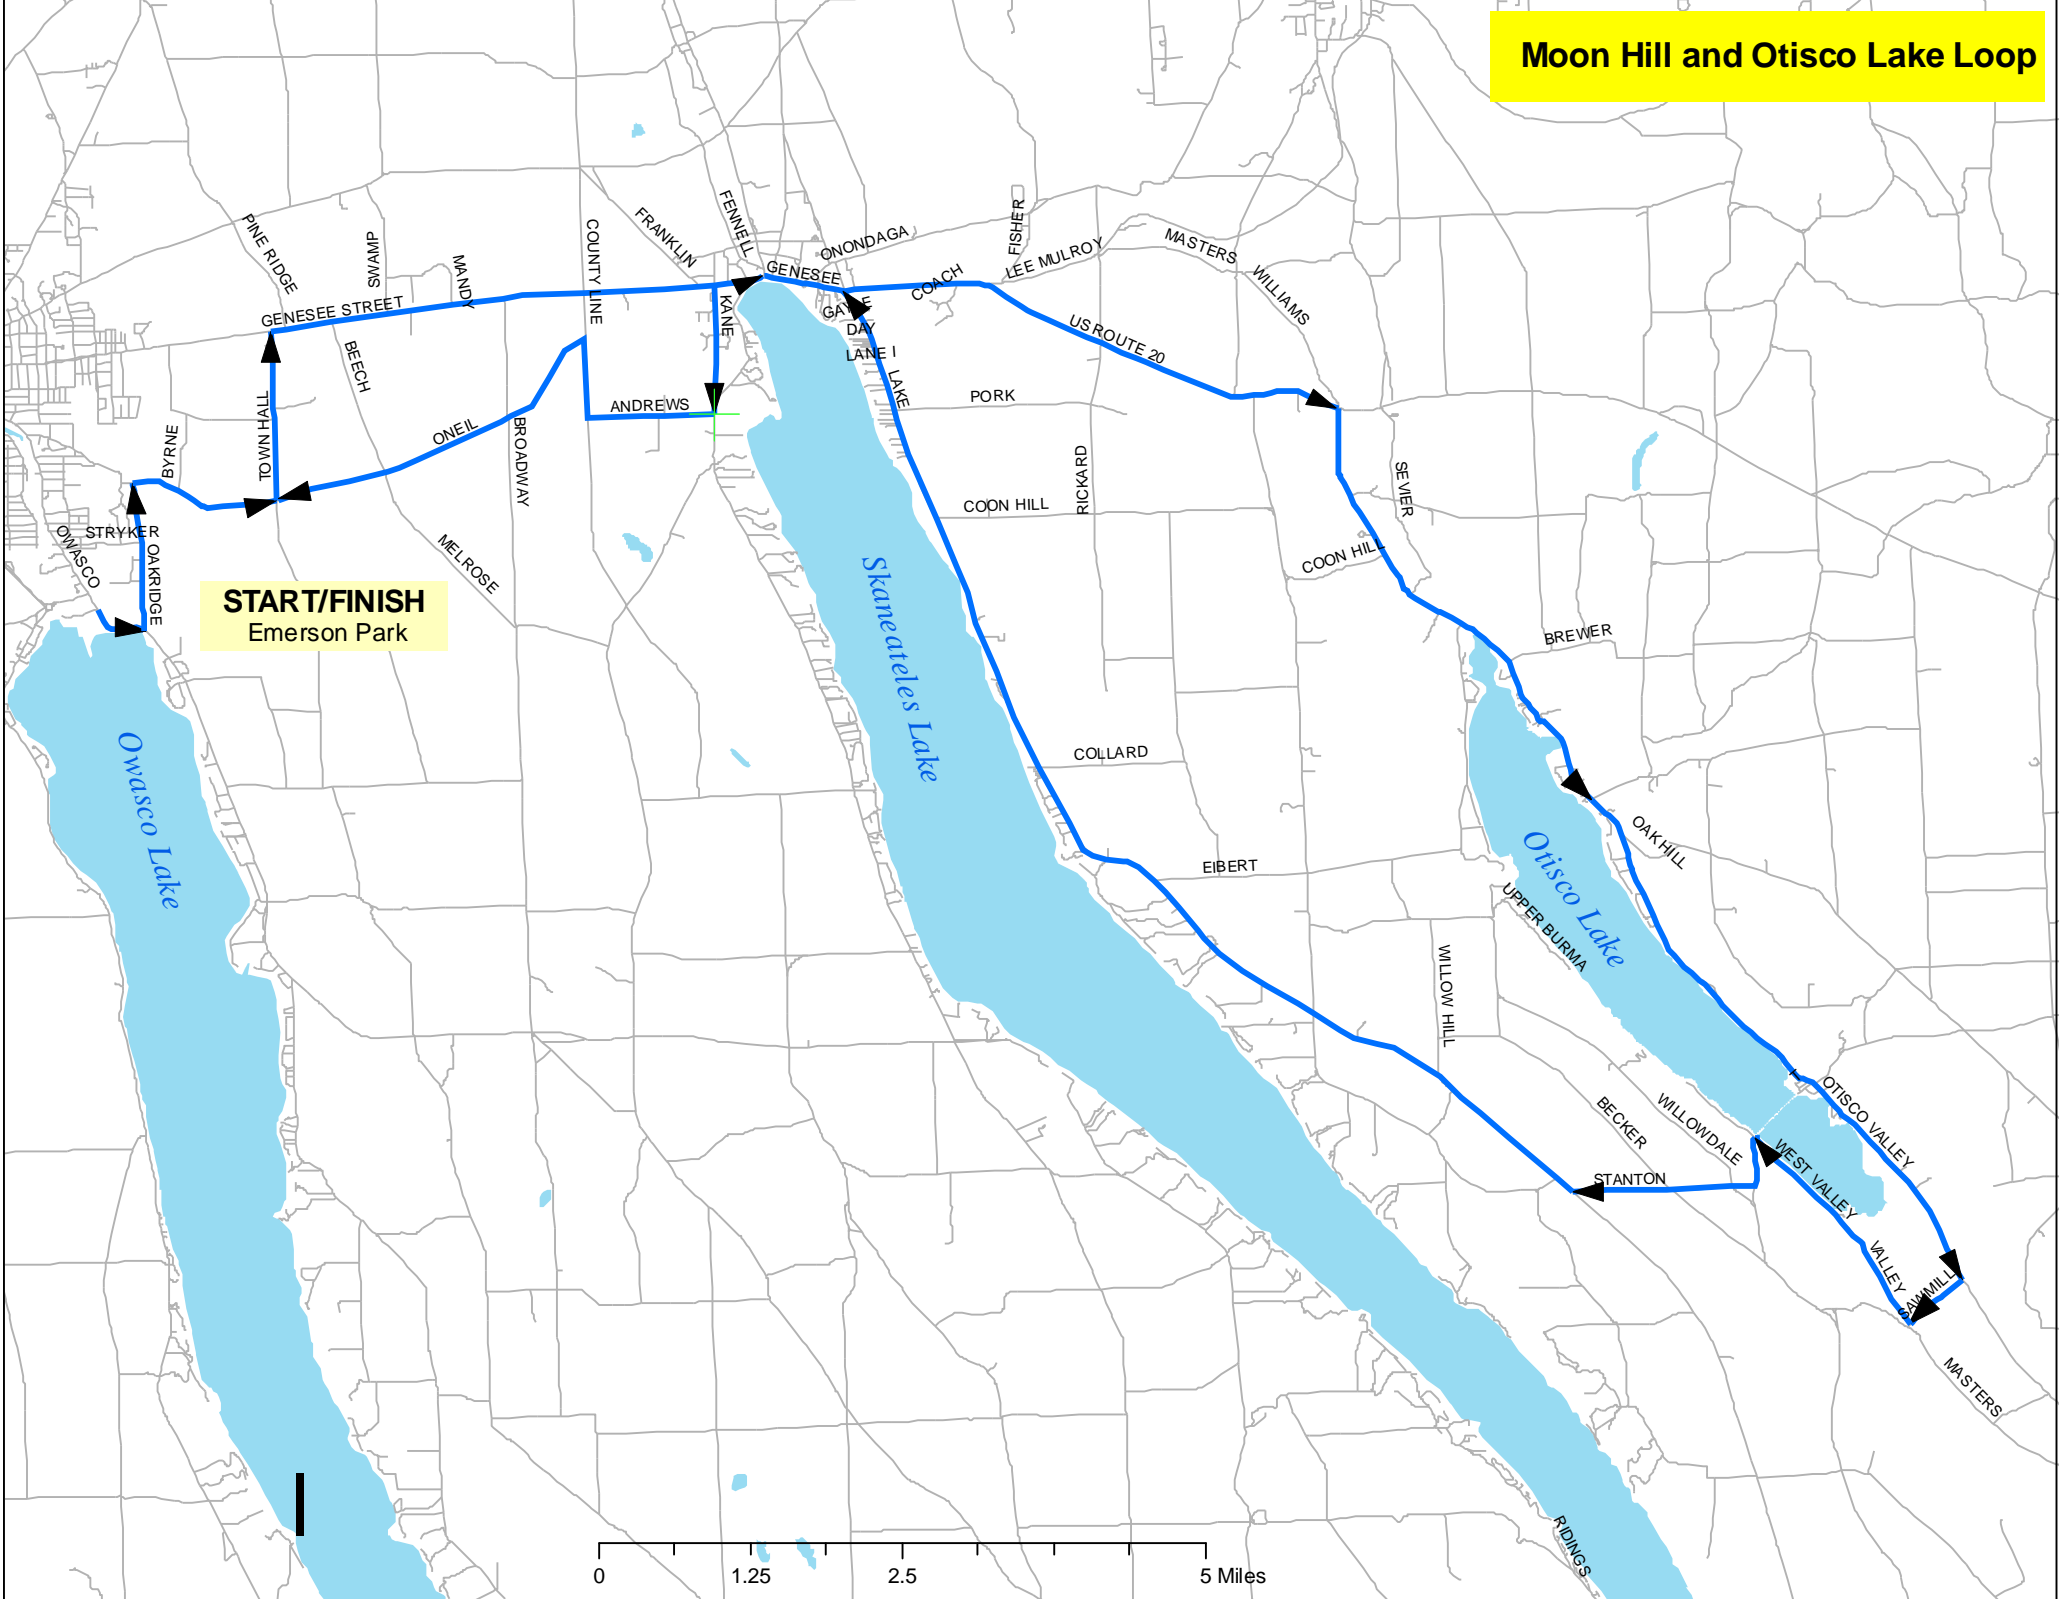 Moon Hill and Otisco Lake Loop
PINE RIDGE
SWAMP
MANDY
COUNTY LINE
FRANKLIN
FENNELL
ONONDAGA
FISHER
LEE MULROY
MASTERS
WILLIAMS
GENESEE STREET
GENESEE
COACH
KANE
GAY
E
DAY
LANE I
LAKE
US ROUTE 20
BEECH
TOWNHALL
BYRNE
ONEIL
BROADWAY
ANDREWS
PORK
RICKARD
COON HILL
SEVIER
COON HILL
STRYKER
OWASCO
OAKRIDGE
MELROSE
START/FINISH
Emerson Park
Skaneateles Lake
BREWER
Owasco Lake
COLLARD
EIBERT
OAK HILL
Otisco Lake
UPPER BURMA
WILLOW HILL
BECKER
WILLOWDALE
OTISCO VALLEY
WEST VALLEY
STANTON
VALLEY
SAWMILL
MASTERS
RIDINGS
0 1.25 2.5 5 Miles